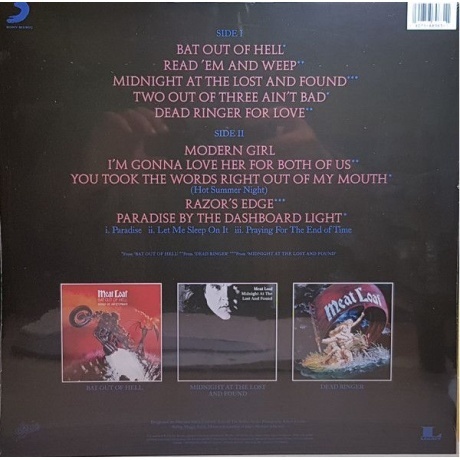 SIDE I
BAT OUT OF HELL*
READ 'EM AND WEEP**
MIDNIGHT AT THE LOST AND FOUND***
TWO OUT OF THREE AIN'T BAD*
DEAD RINGER FOR LOVE**
SIDE II
MODERN GIRL
I'M GONNA LOVE HER FOR BOTH OF US**
YOU TOOK THE WORDS RIGHT OUT OF MY MOUTH*
(Hot Summer Night)
RAZOR'S EDGE***
PARADISE BY THE DASHBOARD LIGHT*
i. Paradise ii. Let Me Sleep On It iii. Praying For The End of Time
*From 'BAT OUT OF HELL' **From 'DEAD RINGER' ***From 'MIDNIGHT AT THE LOST AND FOUND'
Meat Loaf
BAT OUT OF HELL
Meat Loaf
Midnight At The
Lost And Found
Meat Loaf
BAT OUT OF HELL
MIDNIGHT AT THE LOST
AND FOUND
DEAD RINGER